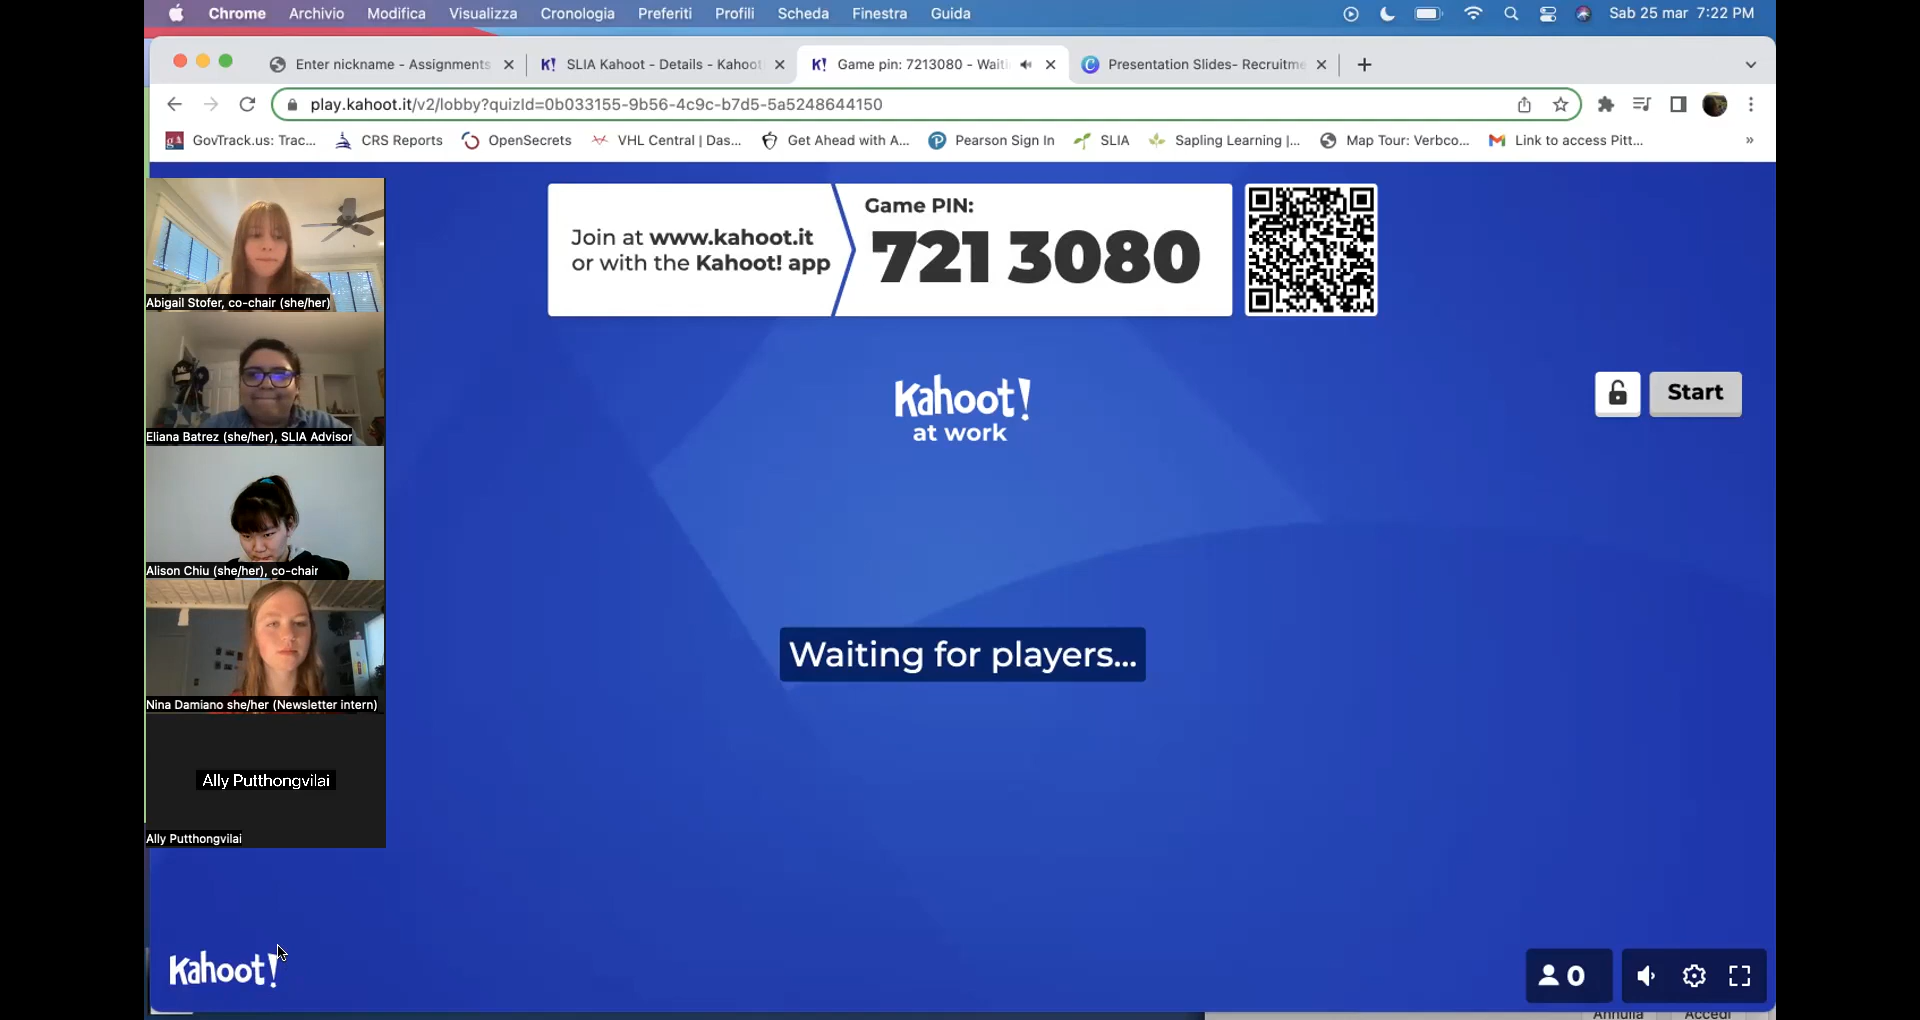 Chrome Archivio Modifica Visualizza Cronologia Preferiti Profili Scheda Finestra Guida Sab 25 mar 7:22 PM
Enter nickname - Assignments K! SLIA Kahoot - Details - Kahoot K! Game pin: 7213080 - Waiti Presentation Slides- Recruitme
play.kahoot.it/v2/lobby?quizId=0b033155-9b56-4c9c-b7d5-5a5248644150
GovTrack.us: Trac... CRS Reports OpenSecrets VHL Central | Das... Get Ahead with A... Pearson Sign In SLIA Sapling Learning |... Map Tour: Verbco... Link to access Pitt... »
Join at www.kahoot.it
or with the Kahoot! app
Game PIN:
721 3080
Kahoot!
at work
Start
Waiting for players...
Abigail Stofer, co-chair (she/her)
Eliana Batrez (she/her), SLIA Advisor
Alison Chiu (she/her), co-chair
Nina Damiano she/her (Newsletter intern)
Ally Putthongvilai
Ally Putthongvilai
Kahoot!
0
Annulla Accedi